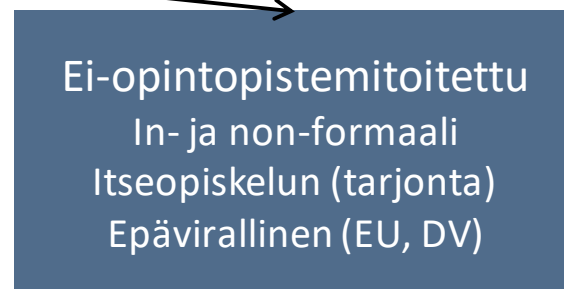 Ei-opintopistemitoitettu
In- ja non-formaali
Itseopiskelun (tarjonta)
Epävirallinen (EU, DV)